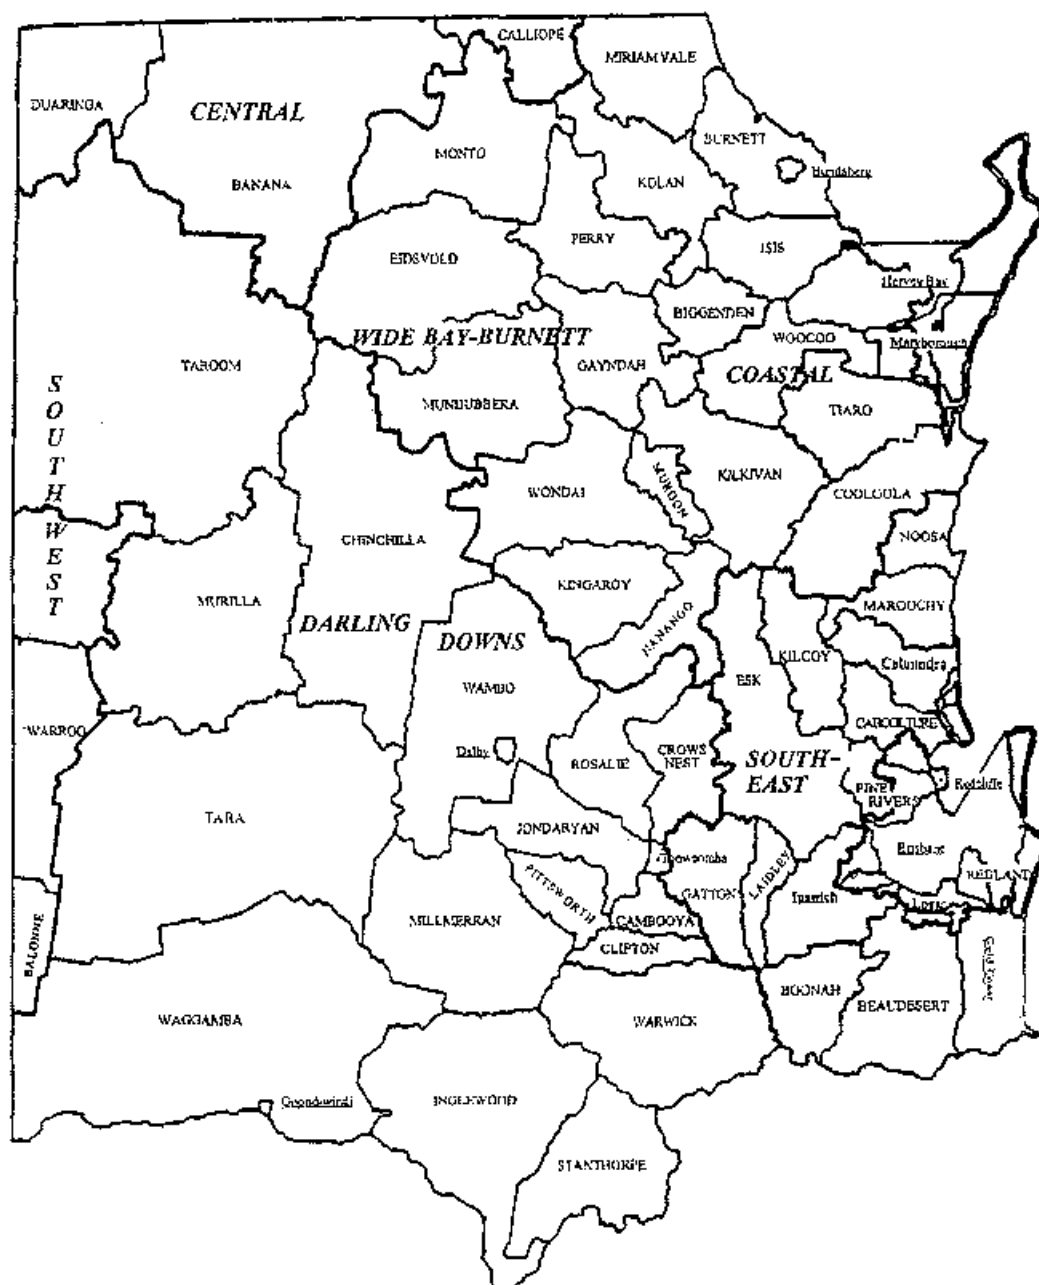 CALLIOPE
MIRIAM VALE
DUARINGA
CENTRAL
BURNETT
MONTO
KOLAN
BANANA
PERRY
ISIS
EIDSVOLD
Hervey Bay
BIGGENDEN
WIDE BAY-BURNETT
WOOCOO
Maryborough
TAROOM
GAYNDAH
COASTAL
SOUTH WEST
MUNDUBBERA
TIARO
KILKIVAN
WONDAI
MURGON
COOLOOLA
NOOSA
CHINCHILLA
KINGAROY
MURILLA
MAROOCHY
DARLING
DOWNS
NANANGO
KILCOY
Caloundra
ESK
WAMBO
WARROO
CABOOLTURE
Dalby
ROSALIE
CROWS
NEST
SOUTH-
EAST
PINE
RIVERS
Redcliffe
TARA
JONDARYAN
Toowoomba
Brisbane
LAIDLEY
REDLAND
PITTSWORTH
GATTON
Ipswich
MILLMERRAN
CAMBOOYA
BALONNE
CLIFTON
Gold Coast
BOONAH
BEAUDESERT
WAGGAMBA
WARWICK
Goondiwindi
INGLEWOOD
STANTHORPE